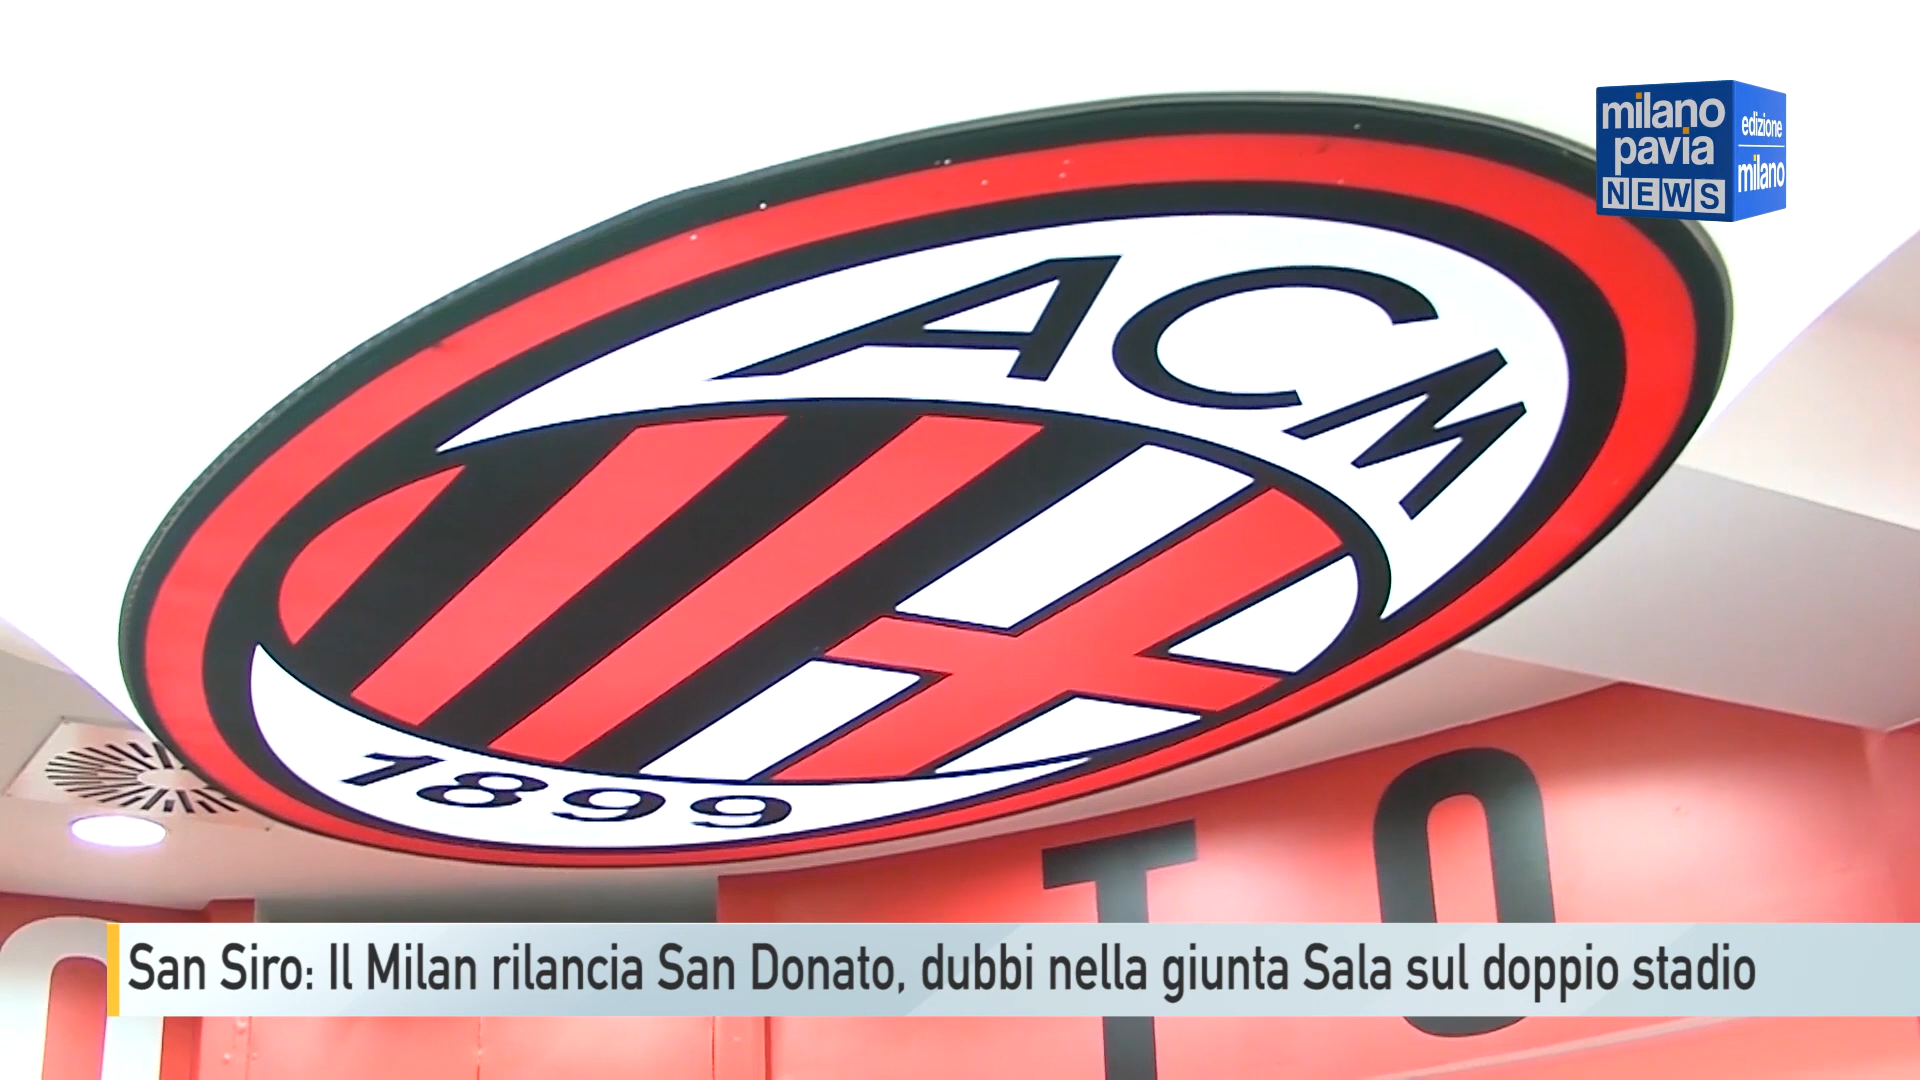 milano
pavia
NEWS
edizione
milano
ACM
1899
T O
San Siro: Il Milan rilancia San Donato, dubbi nella giunta Sala sul doppio stadio